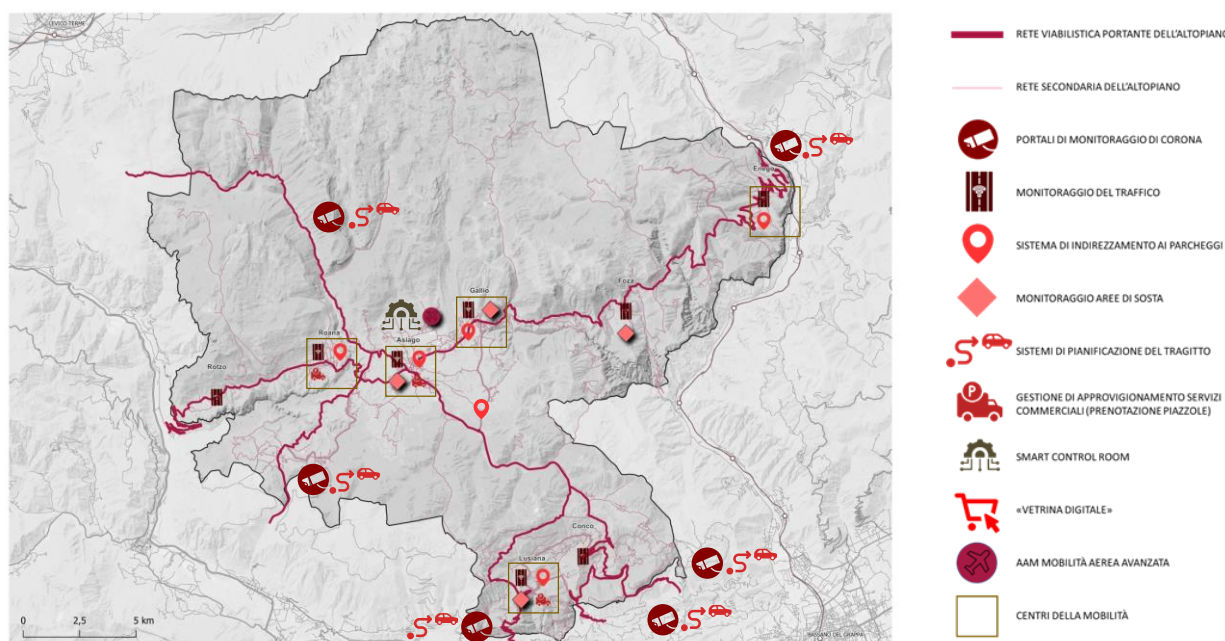 LEVICO TERME
Enego
Foza
Gallio
Asiago
Roana
Rotzo
Conco
Lusiana
0 2,5 5 km
BASSANO DEL GRAPPA
RETE VIABILISTICA PORTANTE DELL'ALTOPIANO
RETE SECONDARIA DELL'ALTOPIANO
PORTALI DI MONITORAGGIO DI CORONA
MONITORAGGIO DEL TRAFFICO
SISTEMA DI INDIREZZAMENTO AI PARCHEGGI
MONITORAGGIO AREE DI SOSTA
SISTEMI DI PIANIFICAZIONE DEL TRAGITTO
P
GESTIONE DI APPROVIGIONAMENTO SERVIZI
COMMERCIALI (PRENOTAZIONE PIAZZOLE)
SMART CONTROL ROOM
«VETRINA DIGITALE»
AAM MOBILITÀ AEREA AVANZATA
CENTRI DELLA MOBILITÀ